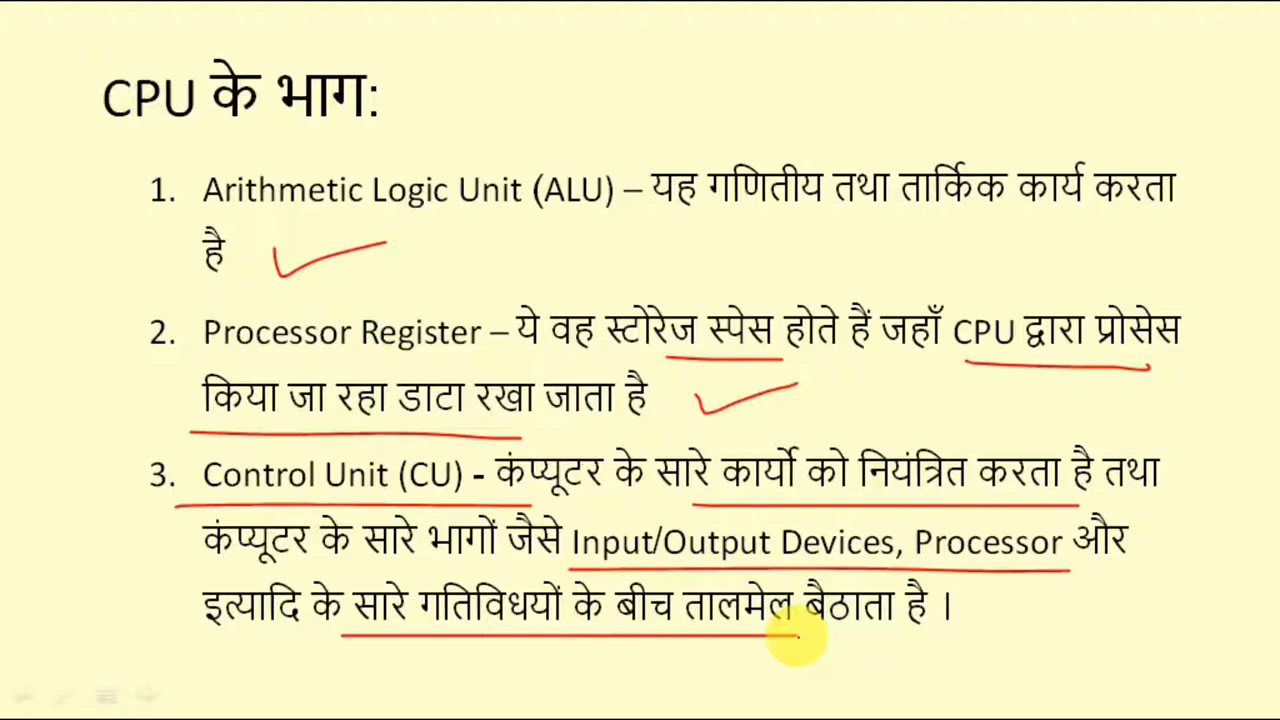 CPU के भाग:
1. Arithmetic Logic Unit (ALU) – यह गणितीय तथा तार्किक कार्य करता
है
2. Processor Register – ये वह स्टोरेज स्पेस होते हैं जहाँ CPU द्वारा प्रोसेस
किया जा रहा डाटा रखा जाता है
3. Control Unit (CU) - कंप्यूटर के सारे कार्यो को नियंत्रित करता है तथा
कंप्यूटर के सारे भागों जैसे Input/Output Devices, Processor और
इत्यादि के सारे गतिविधयों के बीच तालमेल बैठाता है ।